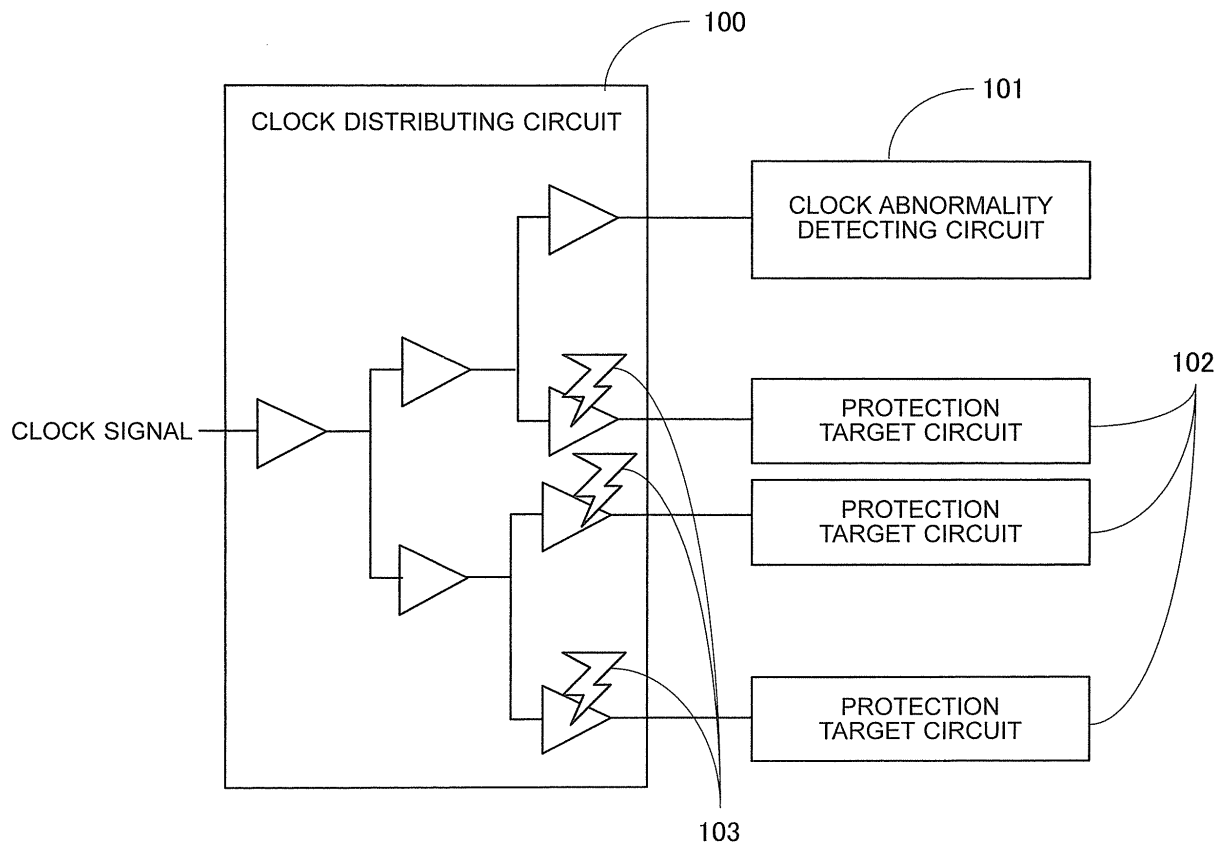 100
CLOCK DISTRIBUTING CIRCUIT
101
CLOCK ABNORMALITY
DETECTING CIRCUIT
102
PROTECTION
TARGET CIRCUIT
CLOCK SIGNAL
PROTECTION
TARGET CIRCUIT
PROTECTION
TARGET CIRCUIT
103